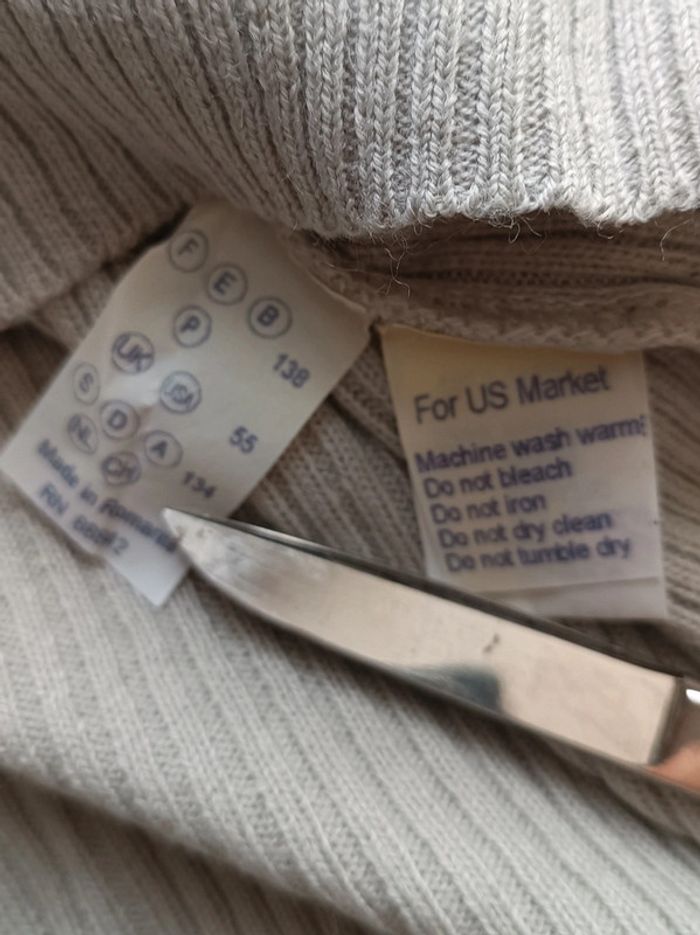 F E B
P 138
UK USA
S D 55
NL A 134
CH
Made in Romania
RN
For US Market
Machine wash warm
Do not bleach
Do not iron
Do not dry clean
Do not tumble dry